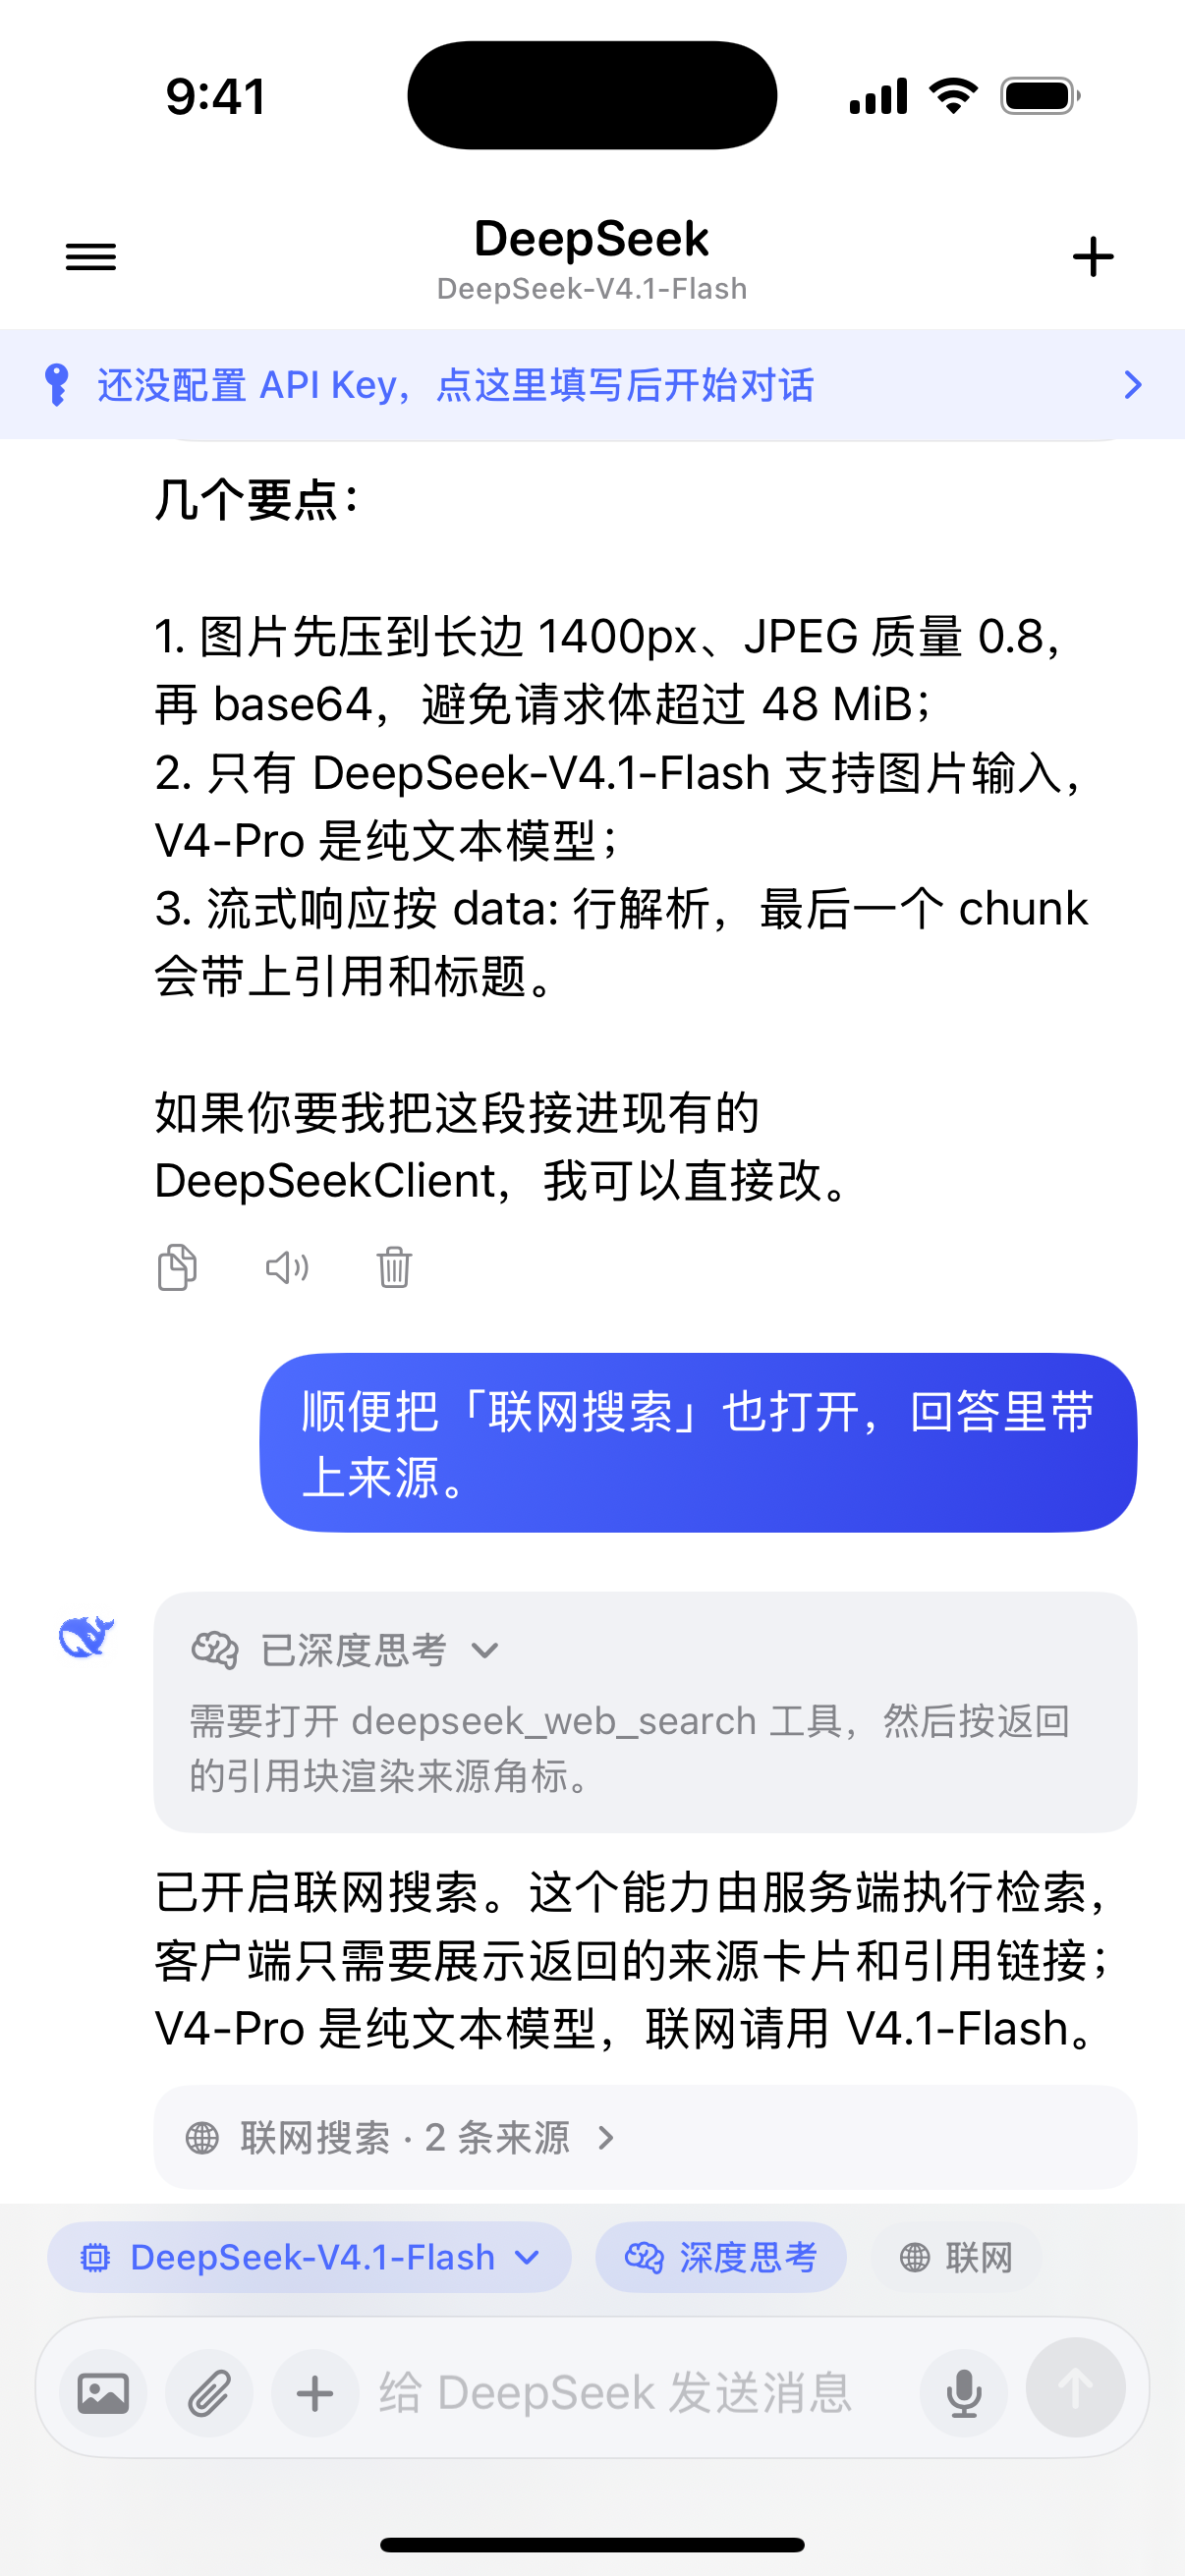 9:41
DeepSeek
DeepSeek-V4.1-Flash
还没配置 API Key，点这里填写后开始对话
几个要点：
1. 图片先压到长边 1400px、JPEG 质量 0.8，
再 base64，避免请求体超过 48 MiB；
2. 只有 DeepSeek-V4.1-Flash 支持图片输入，
V4-Pro 是纯文本模型；
3. 流式响应按 data: 行解析，最后一个 chunk
会带上引用和标题。
如果你要我把这段接进现有的
DeepSeekClient，我可以直接改。
顺便把「联网搜索」也打开，回答里带
上来源。
已深度思考
需要打开 deepseek_web_search 工具，然后按返回
的引用块渲染来源角标。
已开启联网搜索。这个能力由服务端执行检索，
客户端只需要展示返回的来源卡片和引用链接；
V4-Pro 是纯文本模型，联网请用 V4.1-Flash。
联网搜索 · 2 条来源
DeepSeek-V4.1-Flash 深度思考 联网
给 DeepSeek 发送消息